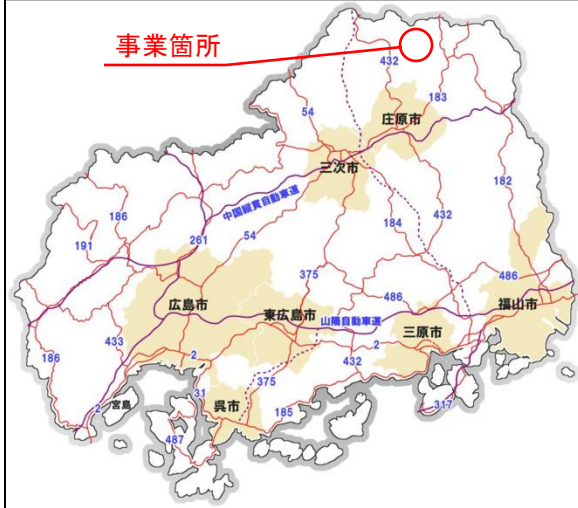 事業箇所
432
183
54
庄原市
三次市
中国縦貫自動車道
182
186
191
261
54
184
432
375
486
486
広島市
東広島市
山陽自動車道
三原市
福山市
433
186
2
2
432
375
31
185
宮島
2
呉市
317
487